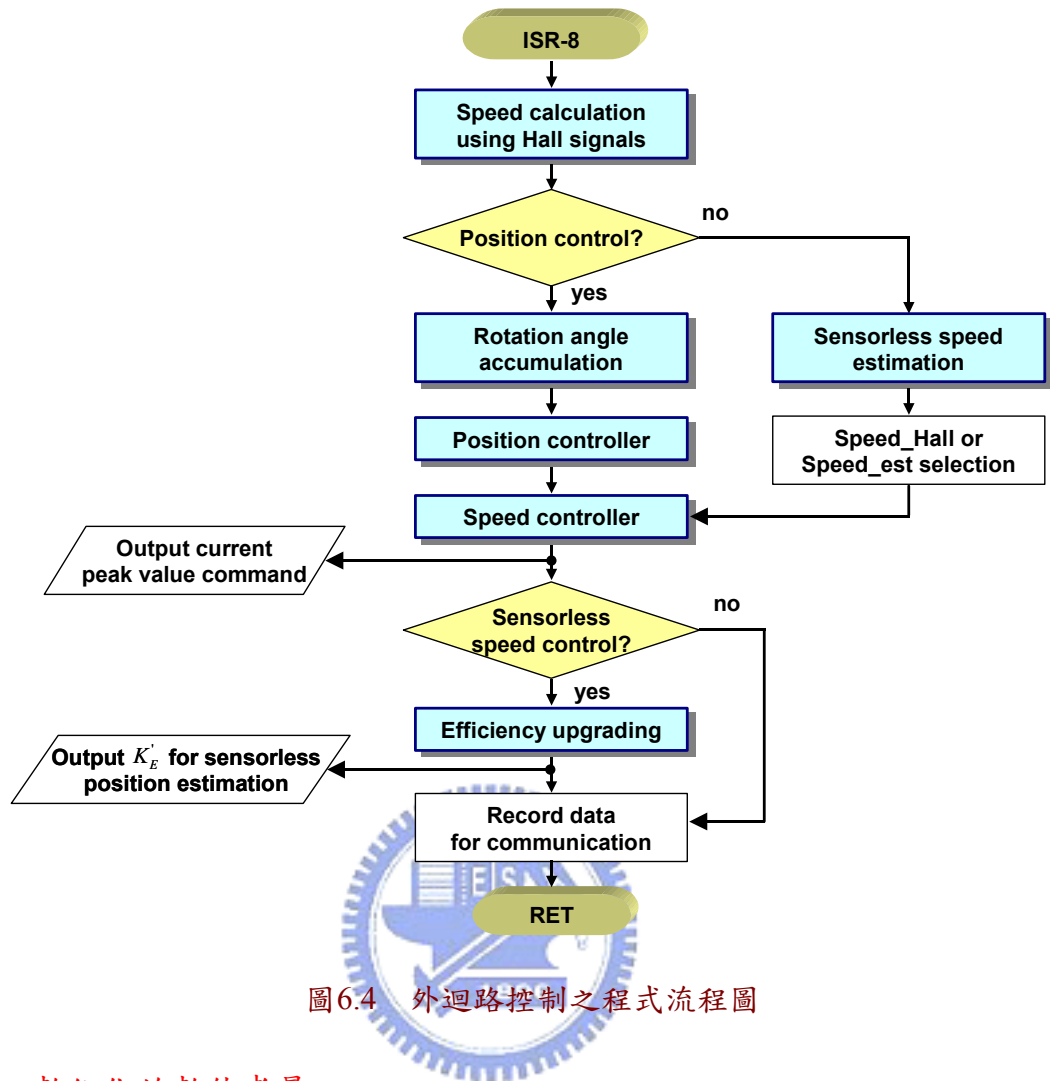 ISR-8
Speed calculation
using Hall signals
Position control?
no
yes
Rotation angle
accumulation
Sensorless speed
estimation
Position controller
Speed_Hall or
Speed_est selection
Speed controller
Output current
peak value command
Sensorless
speed control?
no
yes
Efficiency upgrading
Output K'_E for sensorless
position estimation
Record data
for communication
ES
RET
圖6.4 外迴路控制之程式流程圖